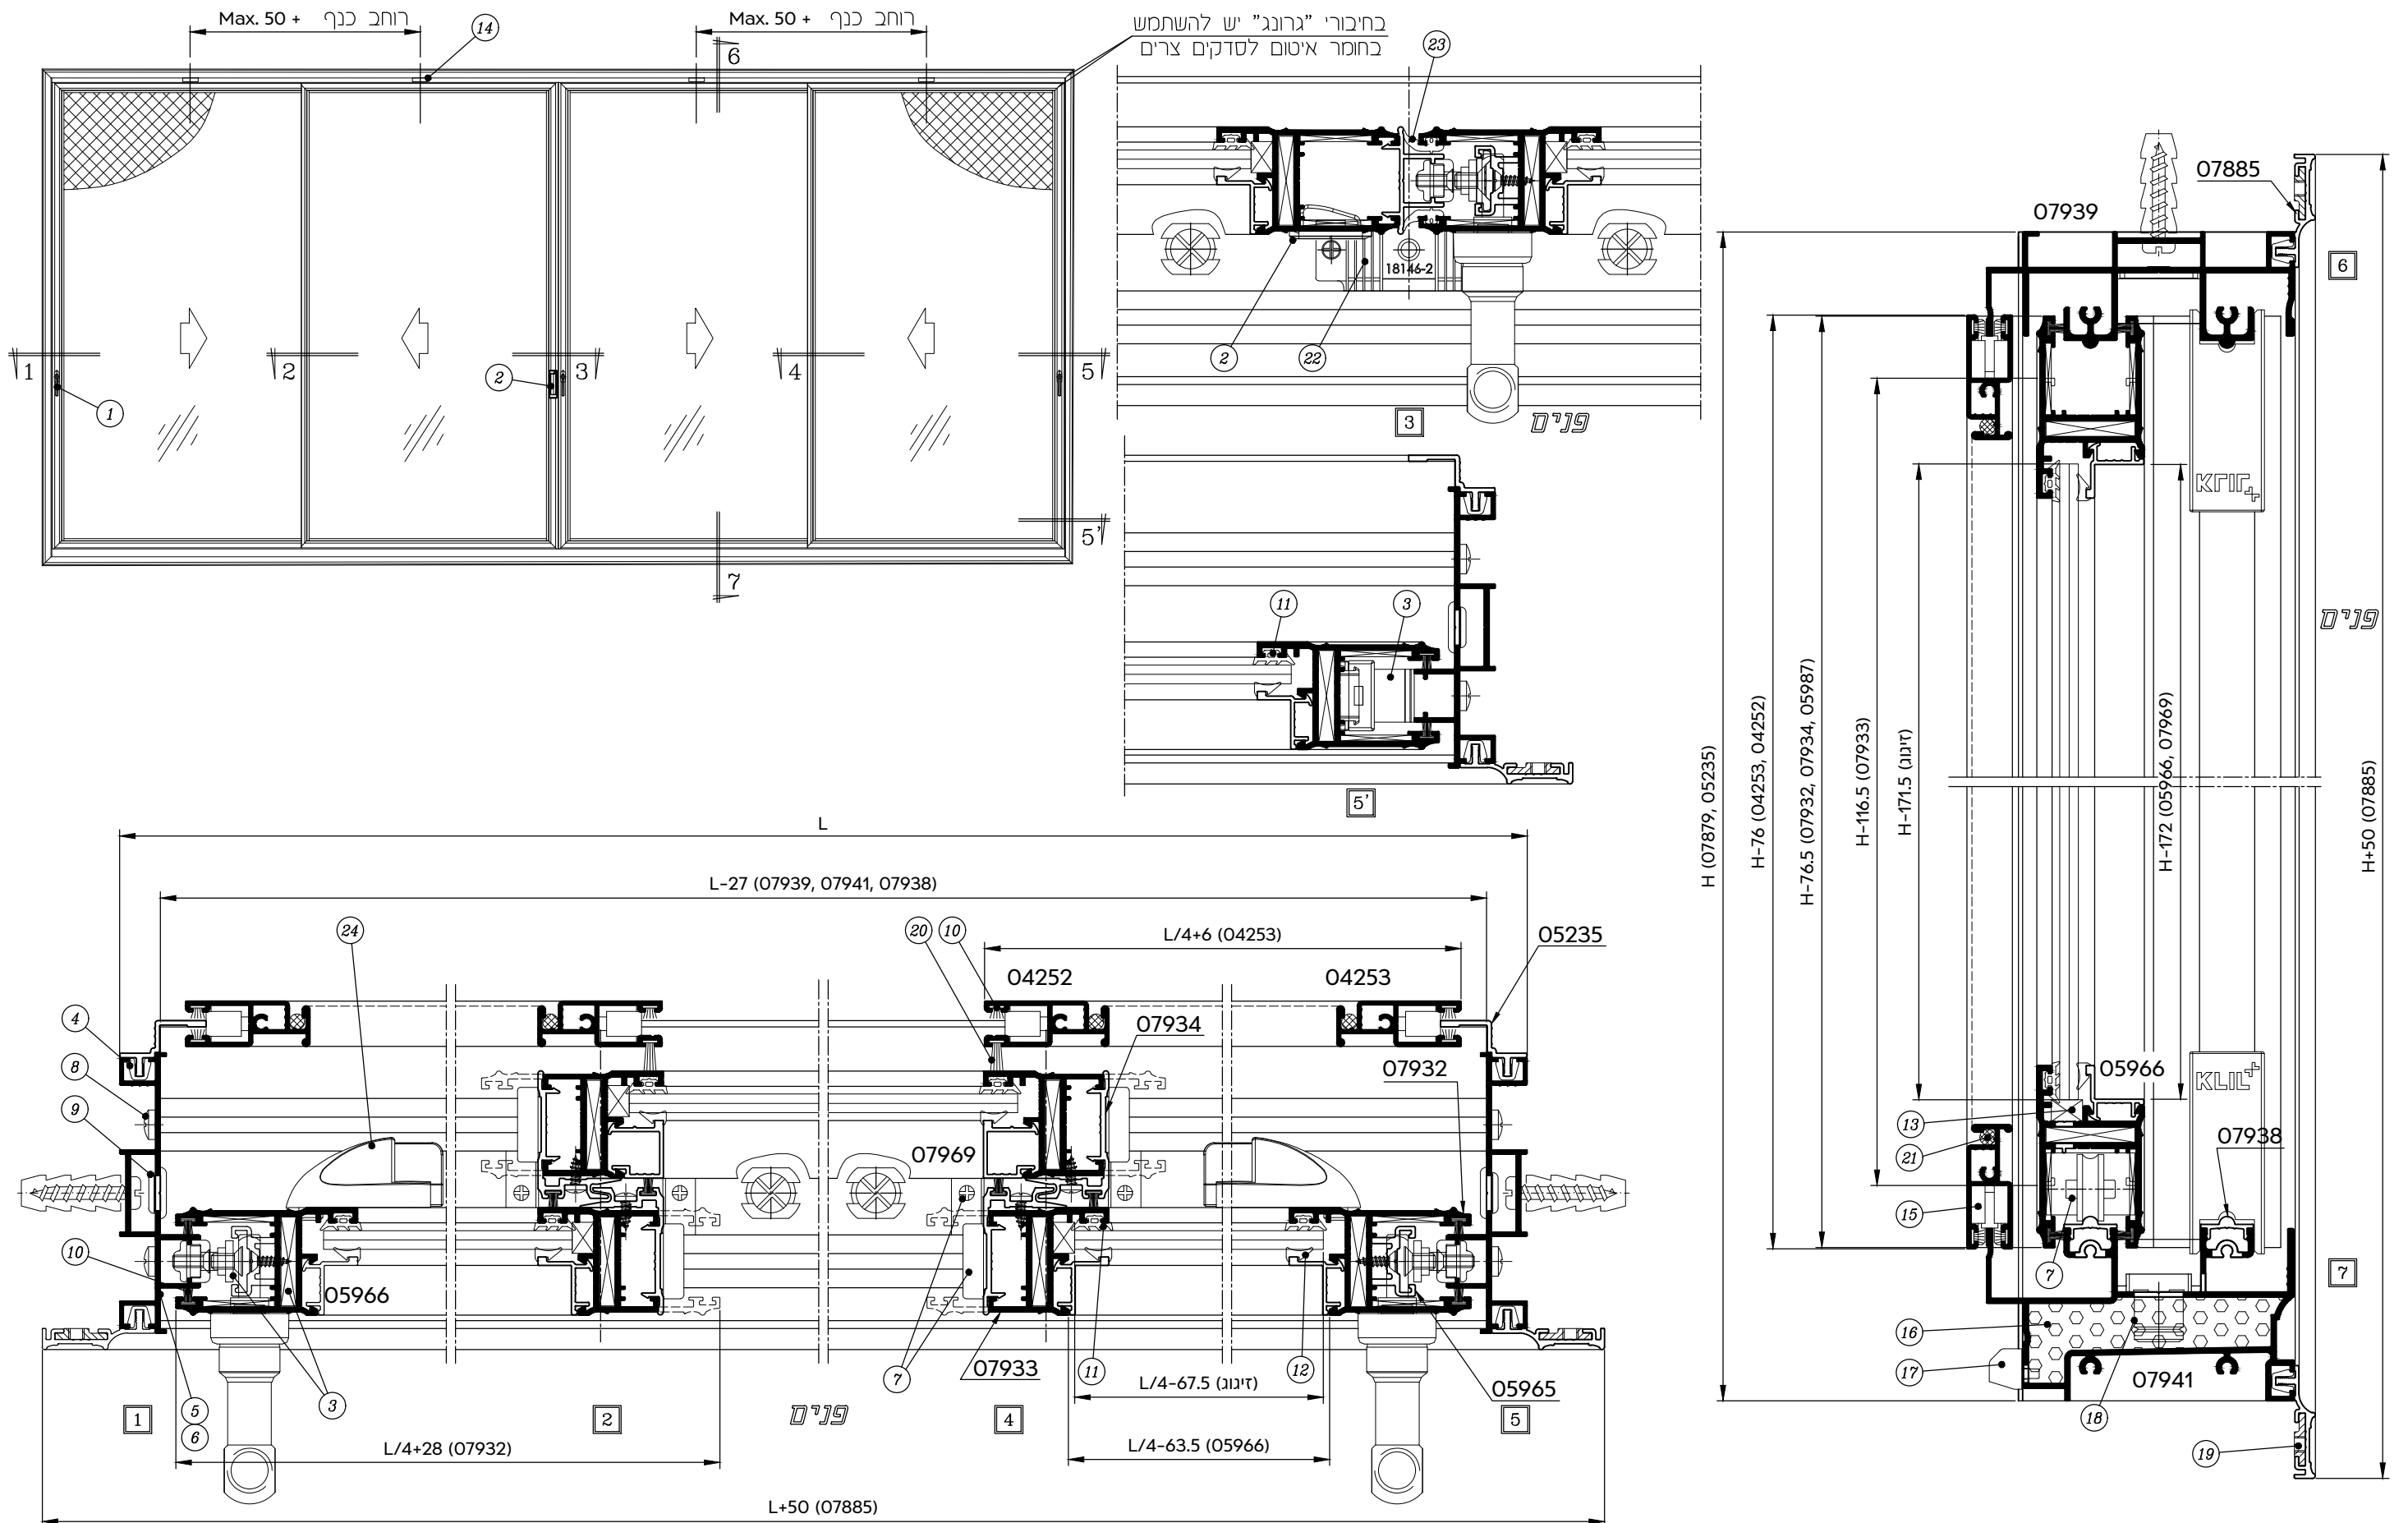 Max. 50 + רוחב כנף
Max. 50 + רוחב כנף
14
6
בחיבורי "גרונג" יש להשתמש
בחומר איטום לסדקים צרים
1
2
3
4
5
1
2
5'
7
23
18146-2
2
22
3
פנים
11
3
5'
07885
07939
6
KLIL
פנים
H (07879, 05235)
H-76 (04253, 04252)
H-76.5 (07932, 07934, 05987)
H-116.5 (07933)
H-171.5 (זיגוג)
H-172 (05966, 07969)
H+50 (07885)
05966
KLIL
13
07938
21
15
7
7
16
17
07941
18
19
L
L-27 (07939, 07941, 07938)
24
20
10
L/4+6 (04253)
05235
04252
04253
4
07934
8
07932
9
07969
10
05966
5
6
3
7
07933
11
12
L/4-67.5 (זיגוג)
05965
1
2
פנים
4
5
L/4+28 (07932)
L/4-63.5 (05966)
L+50 (07885)